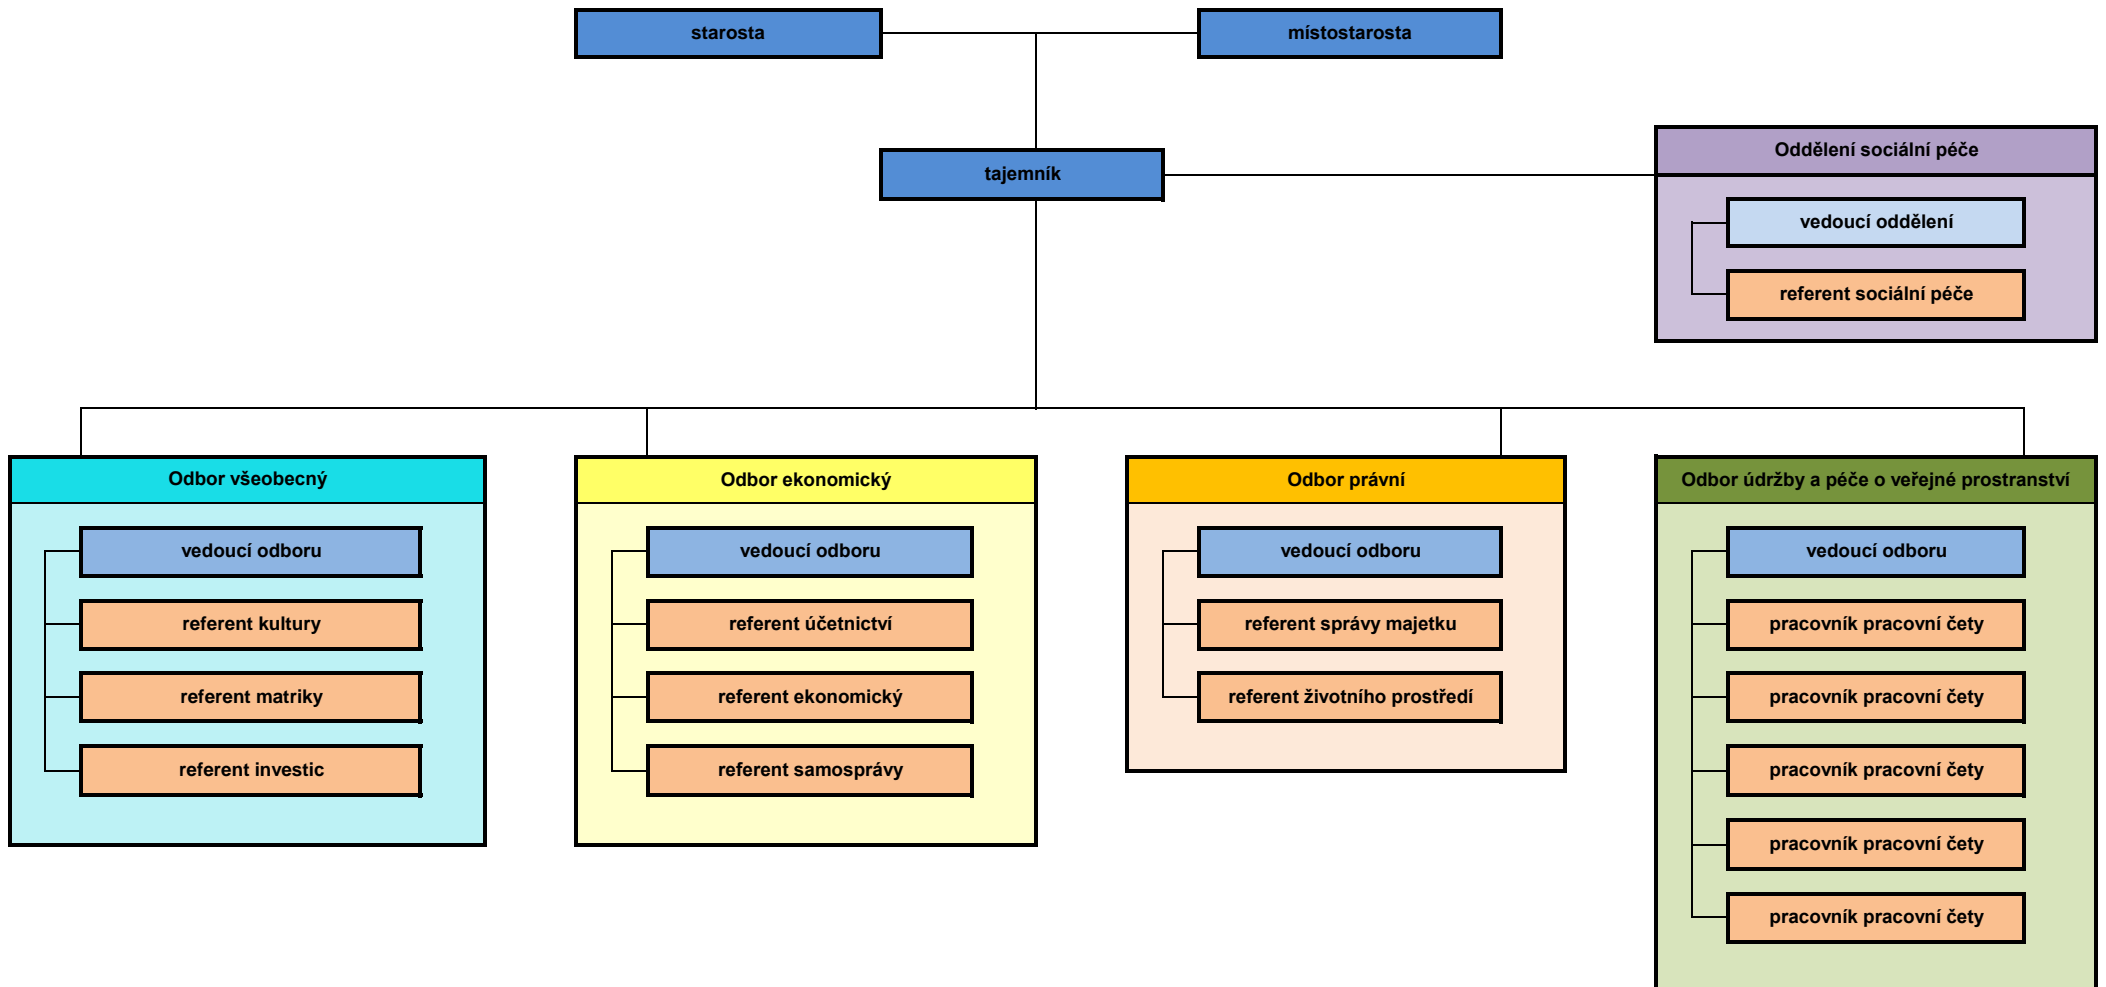 starosta
místostarosta
tajemník
Oddělení sociální péče
vedoucí oddělení
referent sociální péče
Odbor všeobecný
vedoucí odboru
referent kultury
referent matriky
referent investic
Odbor ekonomický
vedoucí odboru
referent účetnictví
referent ekonomický
referent samosprávy
Odbor právní
vedoucí odboru
referent správy majetku
referent životního prostředí
Odbor údržby a péče o veřejné prostranství
vedoucí odboru
pracovník pracovní čety
pracovník pracovní čety
pracovník pracovní čety
pracovník pracovní čety
pracovník pracovní čety